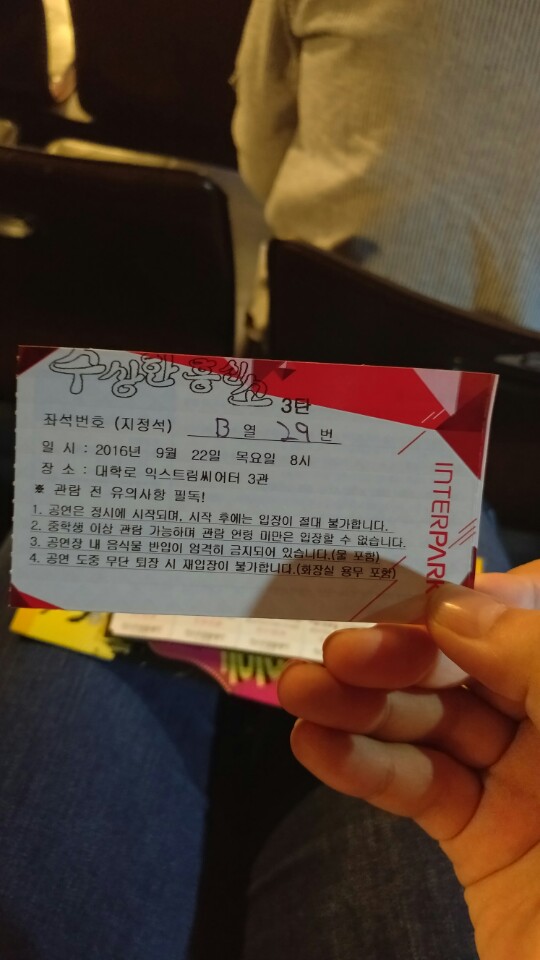 수상한 흥신소
3탄
좌석번호 (지정석) B 열 29 번
일 시 : 2016년 9월 22일 목요일 8시
장 소 : 대학로 익스트림씨어터 3관
※ 관람 전 유의사항 필독!
1. 공연은 정시에 시작되며, 시작 후에는 입장이 절대 불가합니다.
2. 중학생 이상 관람 가능하며 관람 연령 미만은 입장할 수 없습니다.
3. 공연장 내 음식물 반입이 엄격히 금지되어 있습니다.(물 포함)
4. 공연 도중 무단 퇴장 시 재입장이 불가합니다.(화장실 용무 포함)
INTERPARK